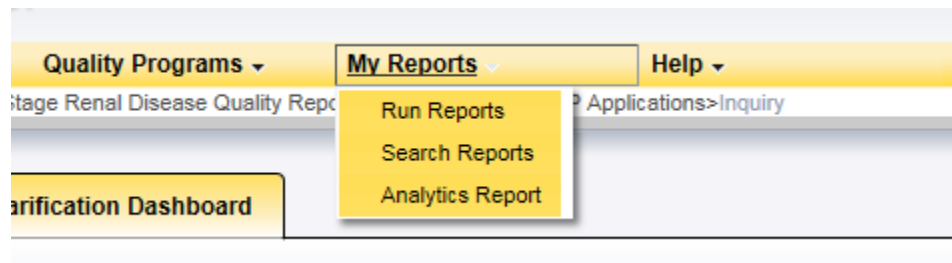 Quality Programs My Reports Help
Stage Renal Disease Quality Repo P Applications>Inquiry
Run Reports
Search Reports
Analytics Report
arification Dashboard